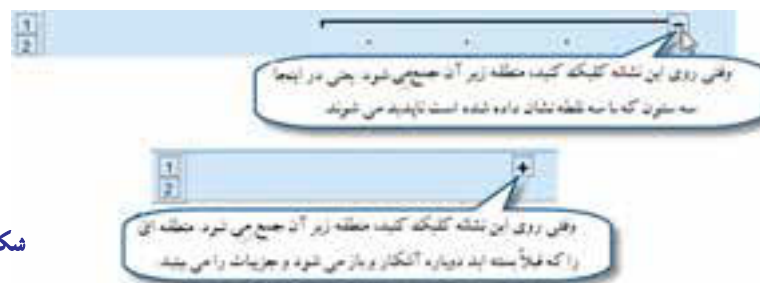 1
2
-
وقتی روی این نشانه کلیک کنید، منطقه زیر آن جمع می شود. یعنی در اینجا
سه ستون که با سه نقطه نشان داده شده است ناپدید می شوند.
1
2
+
وقتی روی این نشانه کلیک کنید، منطقه زیر آن جمع می شود. منطقه ای
را که قبلاً بسته اید دوباره آشکار و باز می شود و جزییات را می بینید.
شک